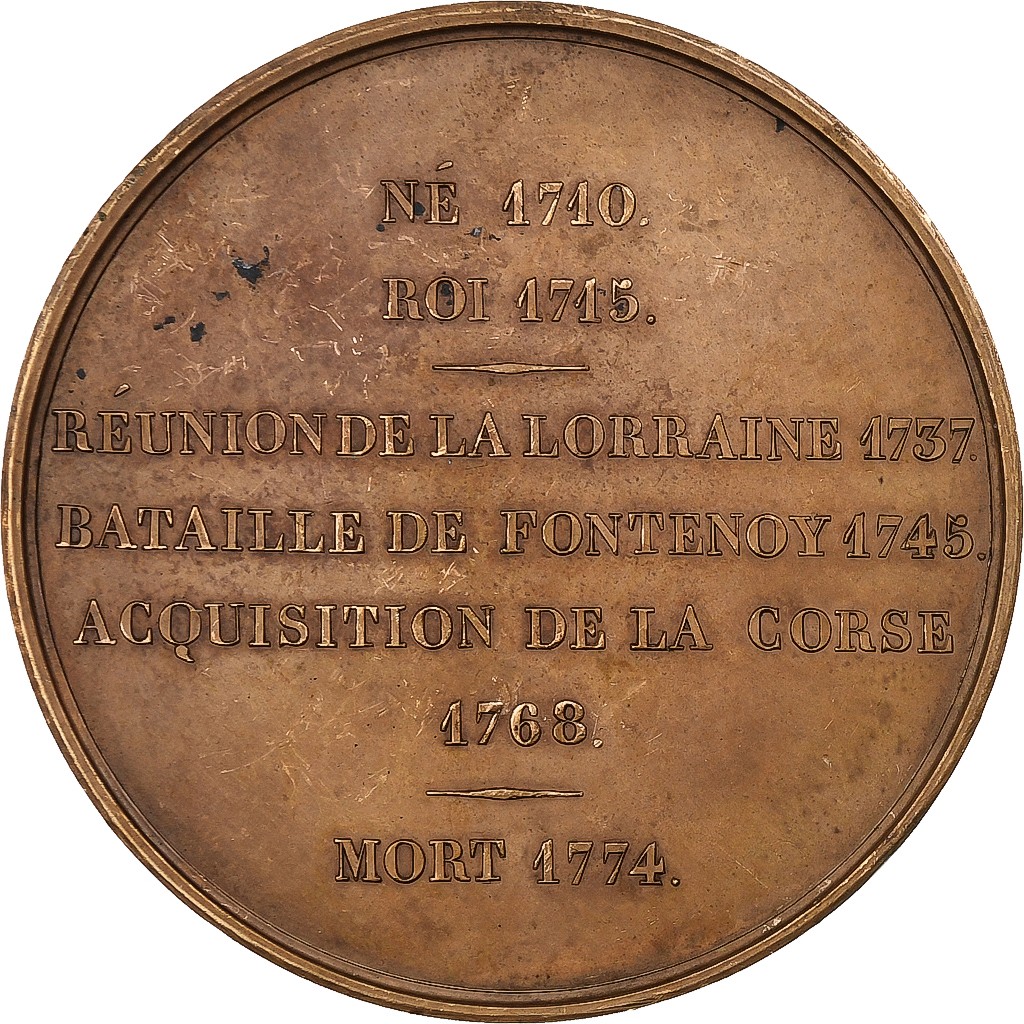 NÉ 1710.
ROI 1715.
RÉUNION DE LA LORRAINE 1737.
BATAILLE DE FONTENOY 1745.
ACQUISITION DE LA CORSE
1768.
MORT 1774.